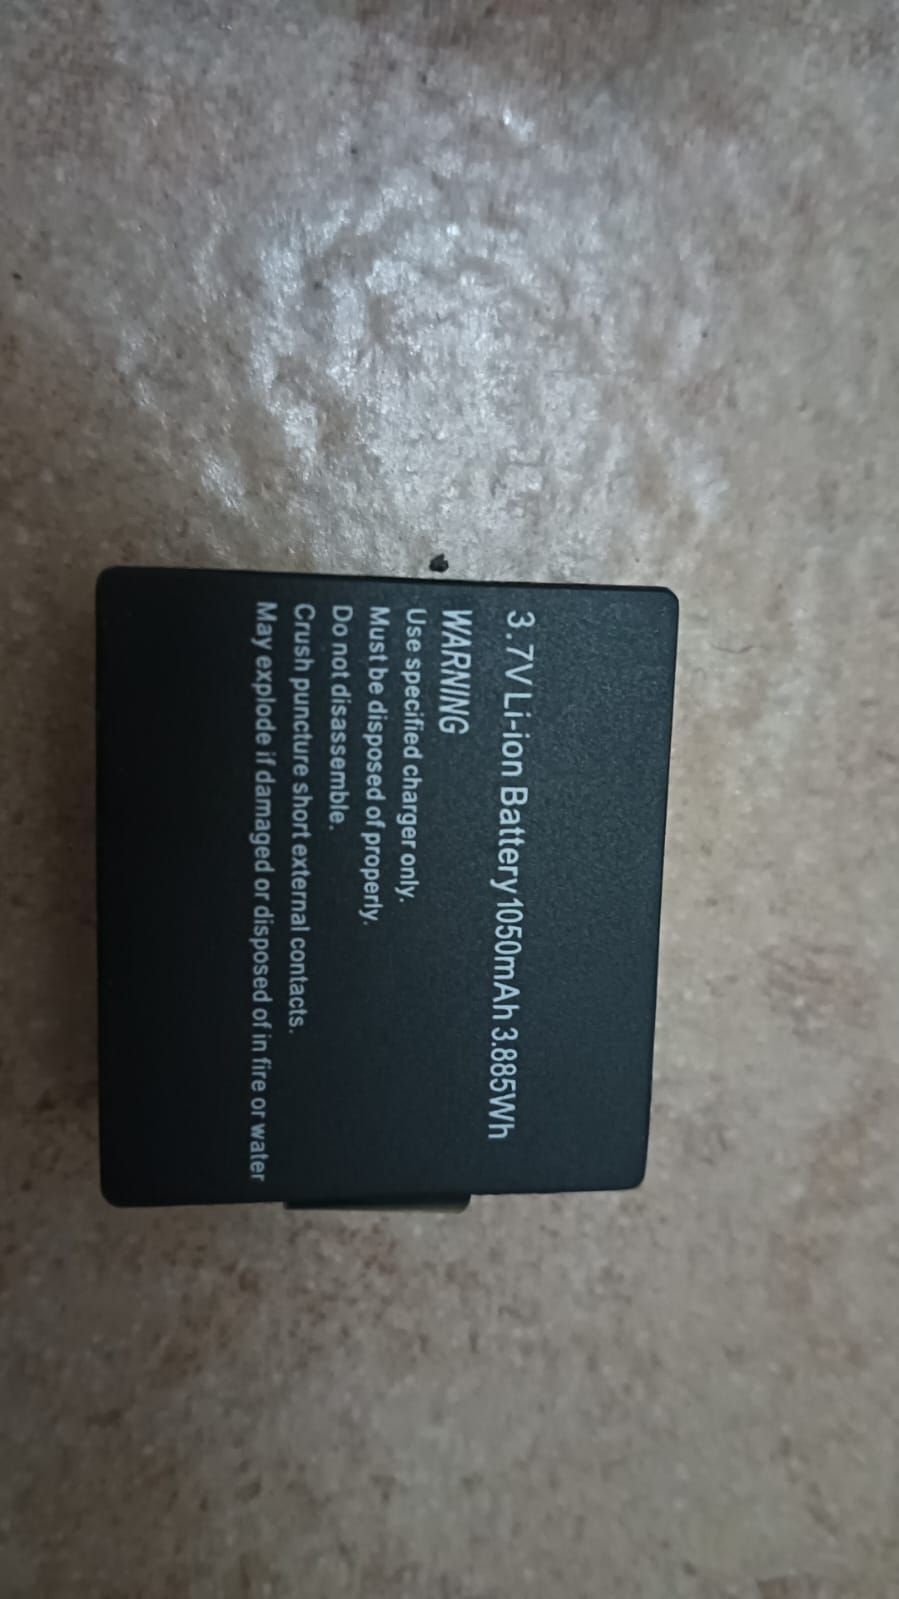 3.7V Li-ion Battery 1050mAh 3.885Wh
WARNING
Use specified charger only.
Must be disposed of properly.
Do not disassemble.
Crush puncture short external contacts.
May explode if damaged or disposed of in fire or water